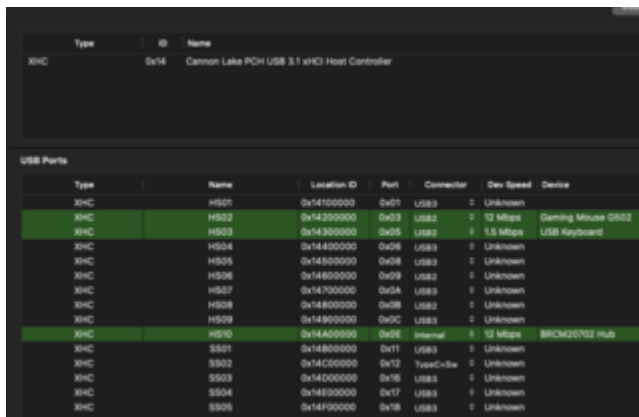 Type ID Name
XHC 0x14 Cannon Lake PCH USB 3.1 xHCI Host Controller
USB Ports
Type Name Location ID Port Connector Dev Speed Device
XHC HS01 0x14100000 0x01 USB3 Unknown
XHC HS02 0x14200000 0x03 USB2 12 Mbps Gaming Mouse G502
XHC HS03 0x14300000 0x05 USB2 1.5 Mbps USB Keyboard
XHC HS04 0x14400000 0x06 USB3 Unknown
XHC HS05 0x14500000 0x08 USB3 Unknown
XHC HS06 0x14600000 0x09 USB2 Unknown
XHC HS07 0x14700000 0x0A USB3 Unknown
XHC HS08 0x14800000 0x0B USB2 Unknown
XHC HS09 0x14900000 0x0C USB3 Unknown
XHC HS10 0x14A00000 0x0E Internal 12 Mbps BRCM20702 Hub
XHC SS01 0x14B00000 0x11 USB3 Unknown
XHC SS02 0x14C00000 0x12 TypeC+Sw Unknown
XHC SS03 0x14D00000 0x16 USB3 Unknown
XHC SS04 0x14E00000 0x17 USB3 Unknown
XHC SS05 0x14F00000 0x18 USB3 Unknown